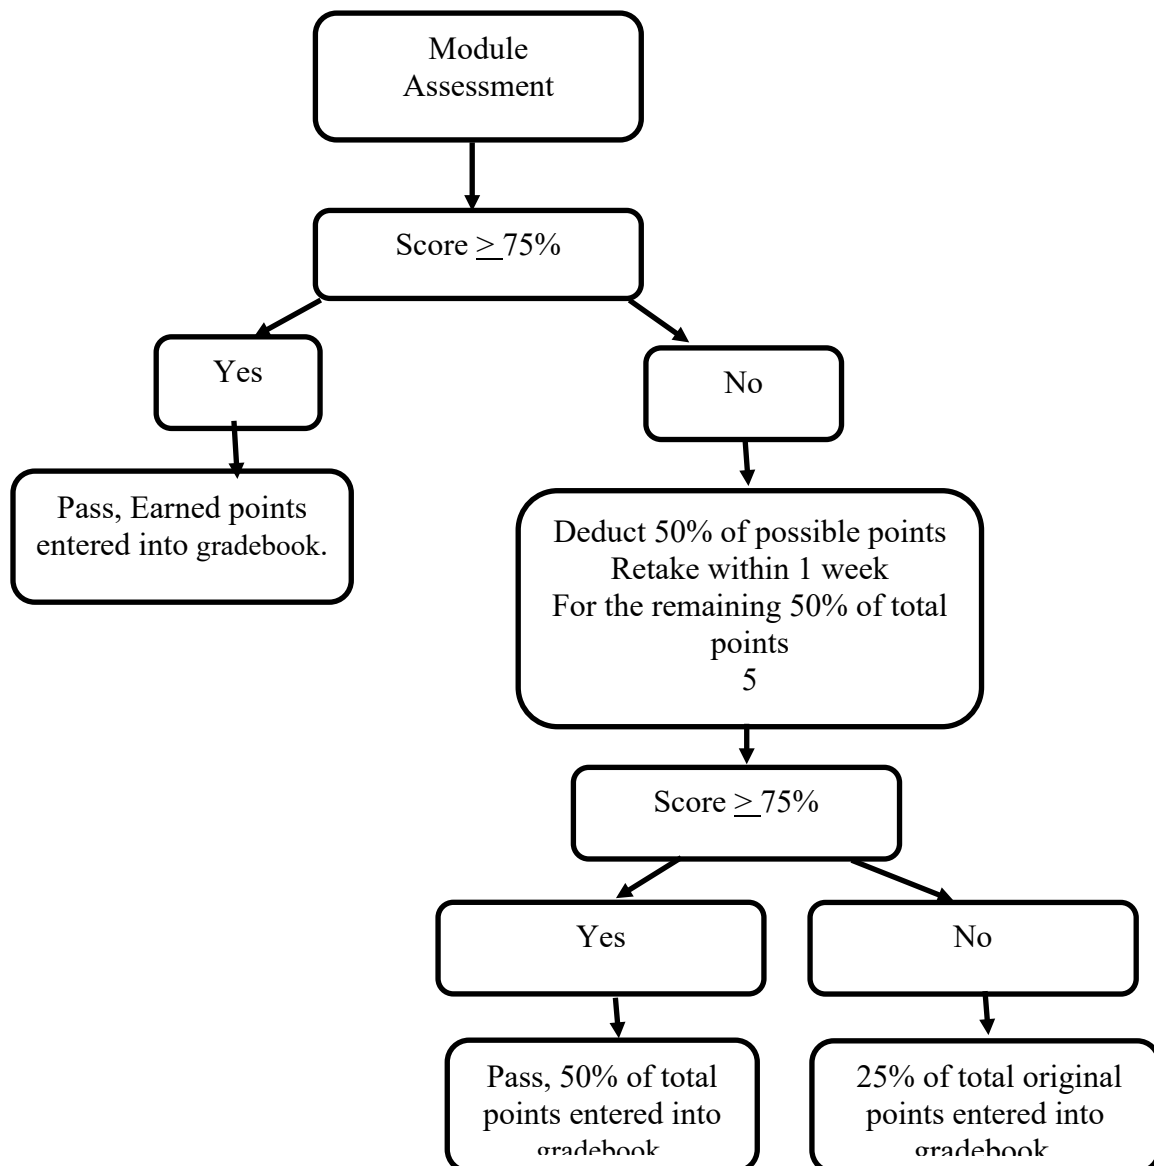 Module
Assessment
Score > 75%
Yes
No
Pass, Earned points
entered into gradebook.
Deduct 50% of possible points
Retake within 1 week
For the remaining 50% of total
points
5
Score > 75%
Yes
No
Pass, 50% of total
points entered into
gradebook
25% of total original
points entered into
gradebook